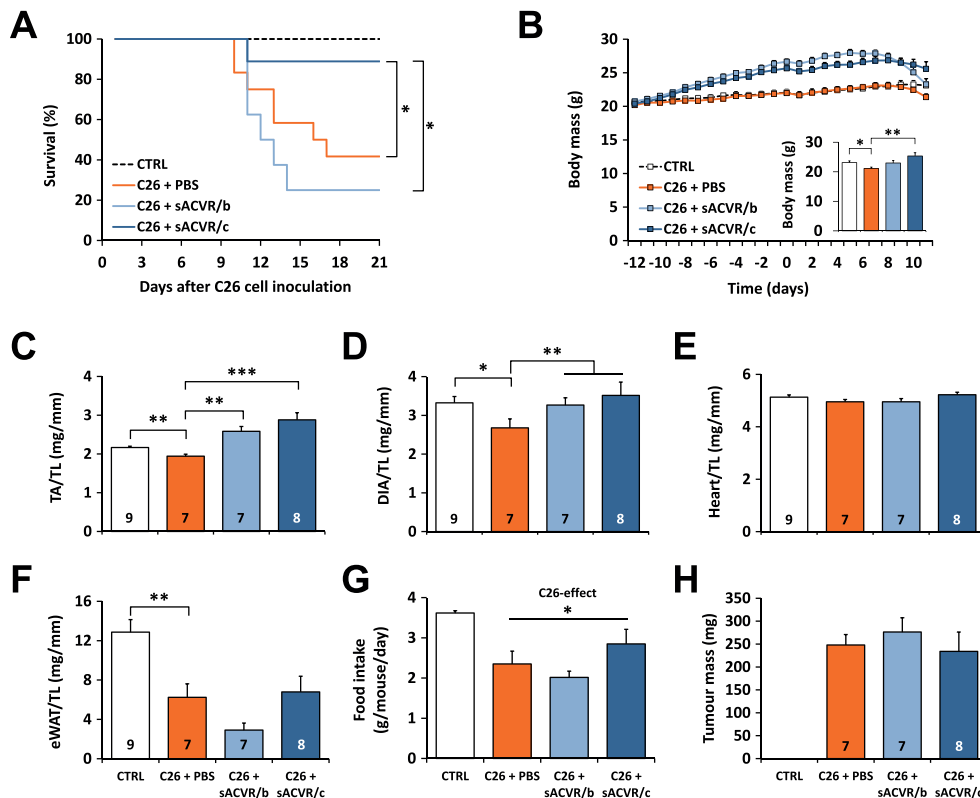 A
100
80
60
40
20
0
Survival (%)
CTRL
C26 + PBS
C26 + sACVR/b
C26 + sACVR/c
*
*
0 3 6 9 12 15 18 21
Days after C26 cell inoculation
B
30
25
20
15
10
5
0
Body mass (g)
CTRL
C26 + PBS
C26 + sACVR/b
C26 + sACVR/c
30
20
10
0
Body mass (g)
* **
-12 -10 -8 -6 -4 -2 0 2 4 6 8 10
Time (days)
C
4
3
2
1
0
TA/TL (mg/mm)
***
**
**
9 7 7 8
D
4
3
2
1
0
DIA/TL (mg/mm)
* **
9 7 7 8
E
6
4
2
0
Heart/TL (mg/mm)
9 7 7 8
F
16
12
8
4
0
eWAT/TL (mg/mm)
**
9 7 7 8
CTRL C26 + PBS C26 + C26 +
sACVR/b sACVR/c
G
4
3
2
1
0
Food intake
(g/mouse/day)
C26-effect
*
CTRL C26 + PBS C26 + C26 +
sACVR/b sACVR/c
H
350
300
250
200
150
100
50
0
Tumour mass (mg)
7 7 8
CTRL C26 + PBS C26 + C26 +
sACVR/b sACVR/c